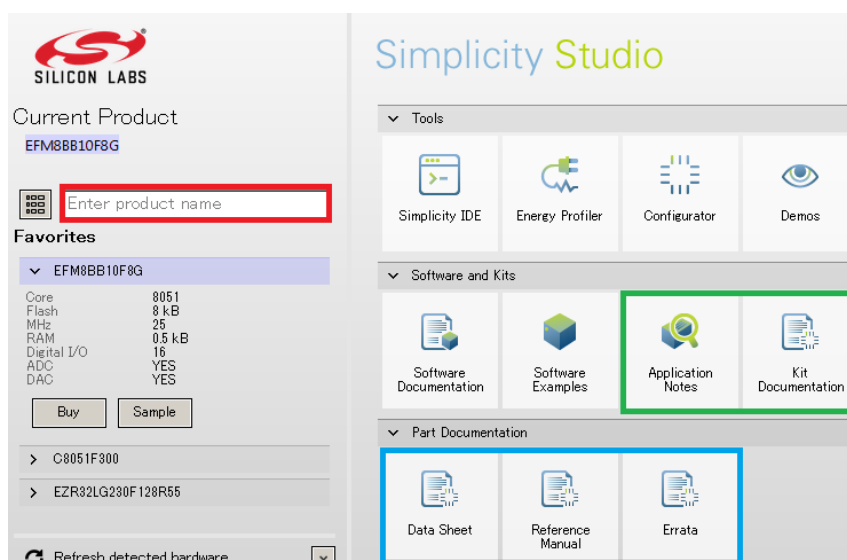 SILICON LABS
Simplicity Studio
Current Product
EFM8BB10F8G
Enter product name
Favorites
EFM8BB10F8G
Core 8051
Flash 8 kB
MHz 25
RAM 0.5 kB
Digital I/O 16
ADC YES
DAC YES
Buy Sample
C8051F300
EZR32LG230F128R55
Refresh detected hardware
Tools
Simplicity IDE
Energy Profiler
Configurator
Demos
Software and Kits
Software
Documentation
Software
Examples
Application
Notes
Kit
Documentation
Part Documentation
Data Sheet
Reference
Manual
Errata